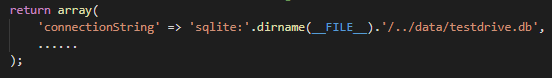 return array(
    'connectionString' => 'sqlite:'.dirname(__FILE__).'/../data/testdrive.db',
    ......
);